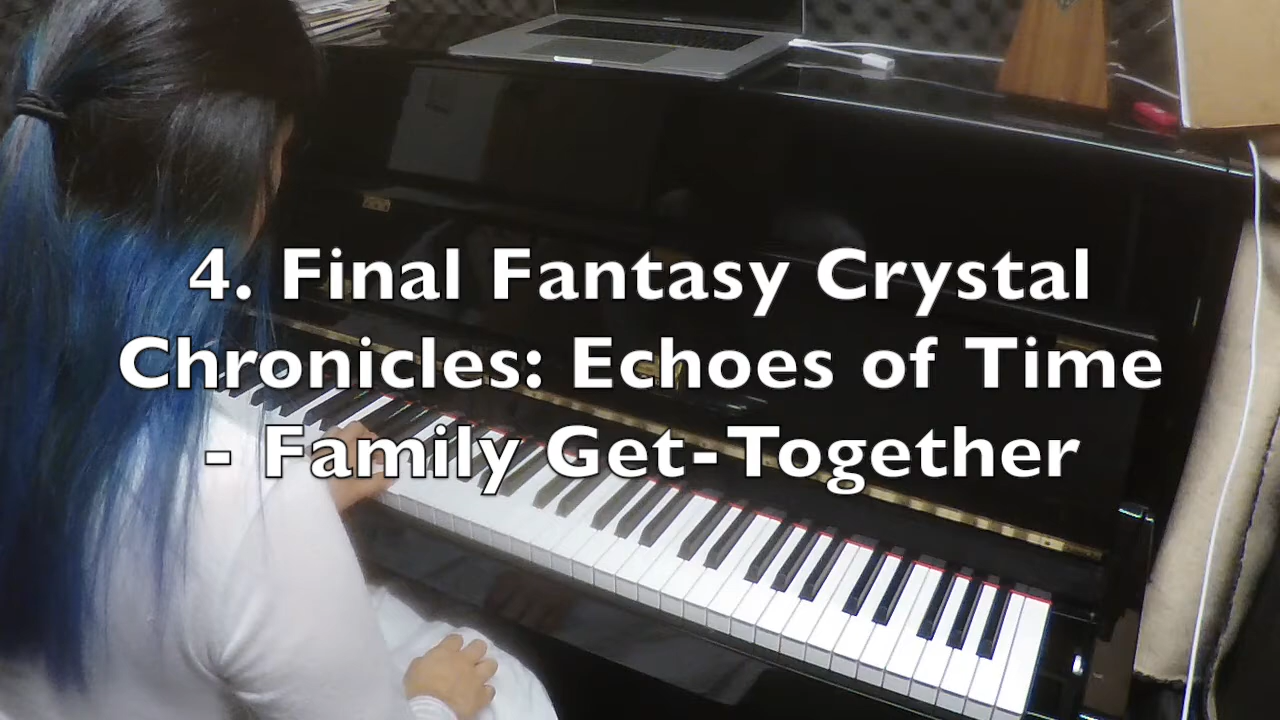 4. Final Fantasy Crystal
Chronicles: Echoes of Time
- Family Get-Together